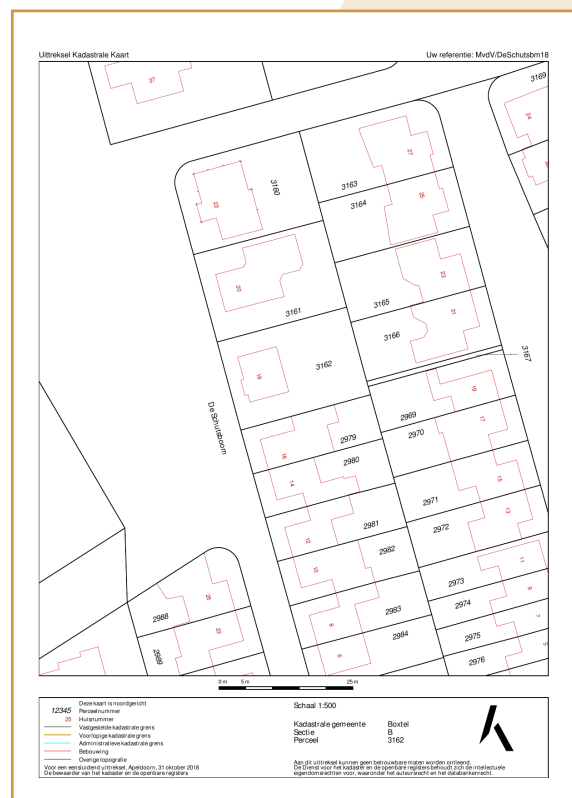 Uittreksel Kadastrale Kaart
Uw referentie: MvdV/DeSchutsbm18
27
3169
24
27
3160
3163
22
25
3164
23
20
3165
3161
21
3166
3167
3162
18
19
De Schutsboom
2969
17
2979
2970
16
2980
15
14
2971
13
2981
2972
12
2982
11
10
2973
9
25
2983
2974
2988
8
7
23
2984
2975
5
2989
6
2976
0 m 5 m 25 m
Deze kaart is noordgericht
12345 Perceelnummer
25 Huisnummer
Vastgestelde kadastrale grens
Voorlopige kadastrale grens
Administratieve kadastrale grens
Bebouwing
Overige topografie
Voor een eensluidend uittreksel, Apeldoorn, 31 oktober 2018
De bewaarder van het kadaster en de openbare registers
Schaal 1:500
Kadastrale gemeente Boxtel
Sectie B
Perceel 3162
Aan dit uittreksel kunnen geen betrouwbare maten worden ontleend.
De Dienst voor het kadaster en de openbare registers behoudt zich de intellectuele
eigendomsrechten voor, waaronder het auteursrecht en het databankenrecht.